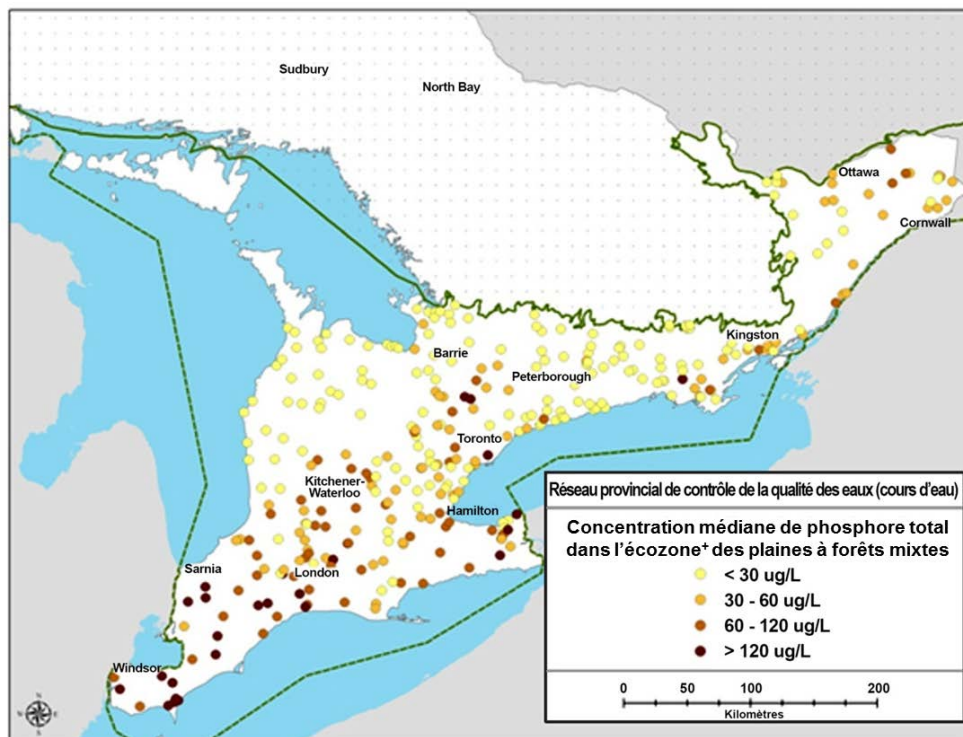 Sudbury
North Bay
Ottawa
Cornwall
Kingston
Barrie
Peterborough
Toronto
Kitchener-
Waterloo
Hamilton
Sarnia
London
Windsor
Réseau provincial de contrôle de la qualité des eaux (cours d'eau)
Concentration médiane de phosphore total
dans l'écozone⁺ des plaines à forêts mixtes
< 30 ug/L
30 - 60 ug/L
60 - 120 ug/L
> 120 ug/L
0 50 100 200
Kilomètres
N